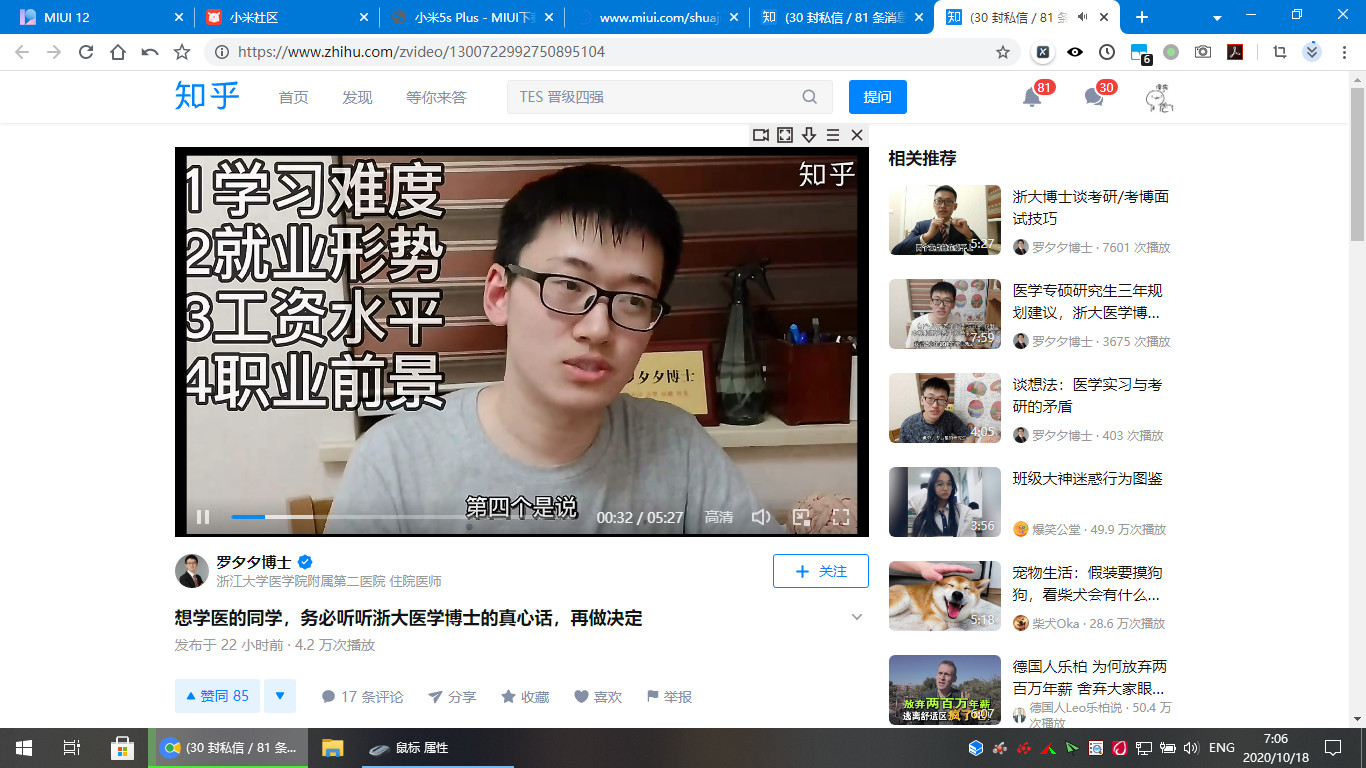 MIUI 12
小米社区
小米5s Plus - MIUI下载
www.miui.com/shuaj
(30 封私信 / 81 条消息
(30 封私信 / 81 条
https://www.zhihu.com/zvideo/1300722992750895104
6
知乎
首页
发现
等你来答
TES 晋级四强
提问
81
30
1学习难度
2就业形势
3工资水平
4职业前景
知乎
夕夕博士
第四个是说
00:32 / 05:27
高清
罗夕夕博士
浙江大学医学院附属第二医院 住院医师
关注
想学医的同学，务必听听浙大医学博士的真心话，再做决定
发布于 22 小时前 · 4.2 万次播放
赞同 85
17 条评论
分享
收藏
喜欢
举报
相关推荐
5:27
浙大博士谈考研/考博面
试技巧
罗夕夕博士 · 7601 次播放
7:59
医学专硕研究生三年规
划建议，浙大医学博...
罗夕夕博士 · 3675 次播放
4:05
谈想法：医学实习与考
研的矛盾
罗夕夕博士 · 403 次播放
3:56
班级大神迷惑行为图鉴
爆笑公堂 · 49.9 万次播放
5:18
宠物生活：假装要摸狗
狗，看柴犬会有什么...
柴犬Oka · 28.6 万次播放
放弃两百万年薪
逃离舒适区疯了
6:07
德国人乐柏 为何放弃两
百万年薪 舍弃大家眼...
德国人Leo乐柏说 · 50.4 万
次播放
(30 封私信 / 81 条...
鼠标 属性
ENG
7:06
2020/10/18